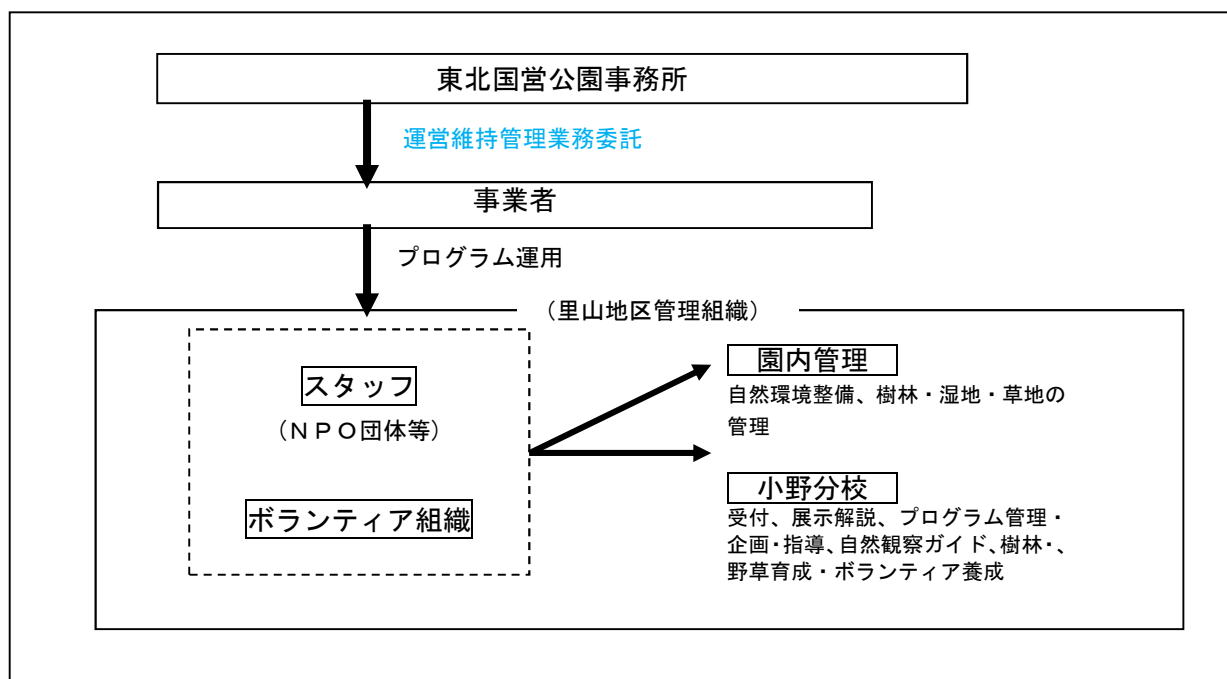 東北国営公園事務所
運営維持管理業務委託
事業者
プログラム運用
（里山地区管理組織）
スタッフ
（ＮＰＯ団体等）
ボランティア組織
園内管理
自然環境整備、樹林・湿地・草地の
管理
小野分校
受付、展示解説、プログラム管理・
企画・指導、自然観察ガイド、樹林・、
野草育成・ボランティア養成